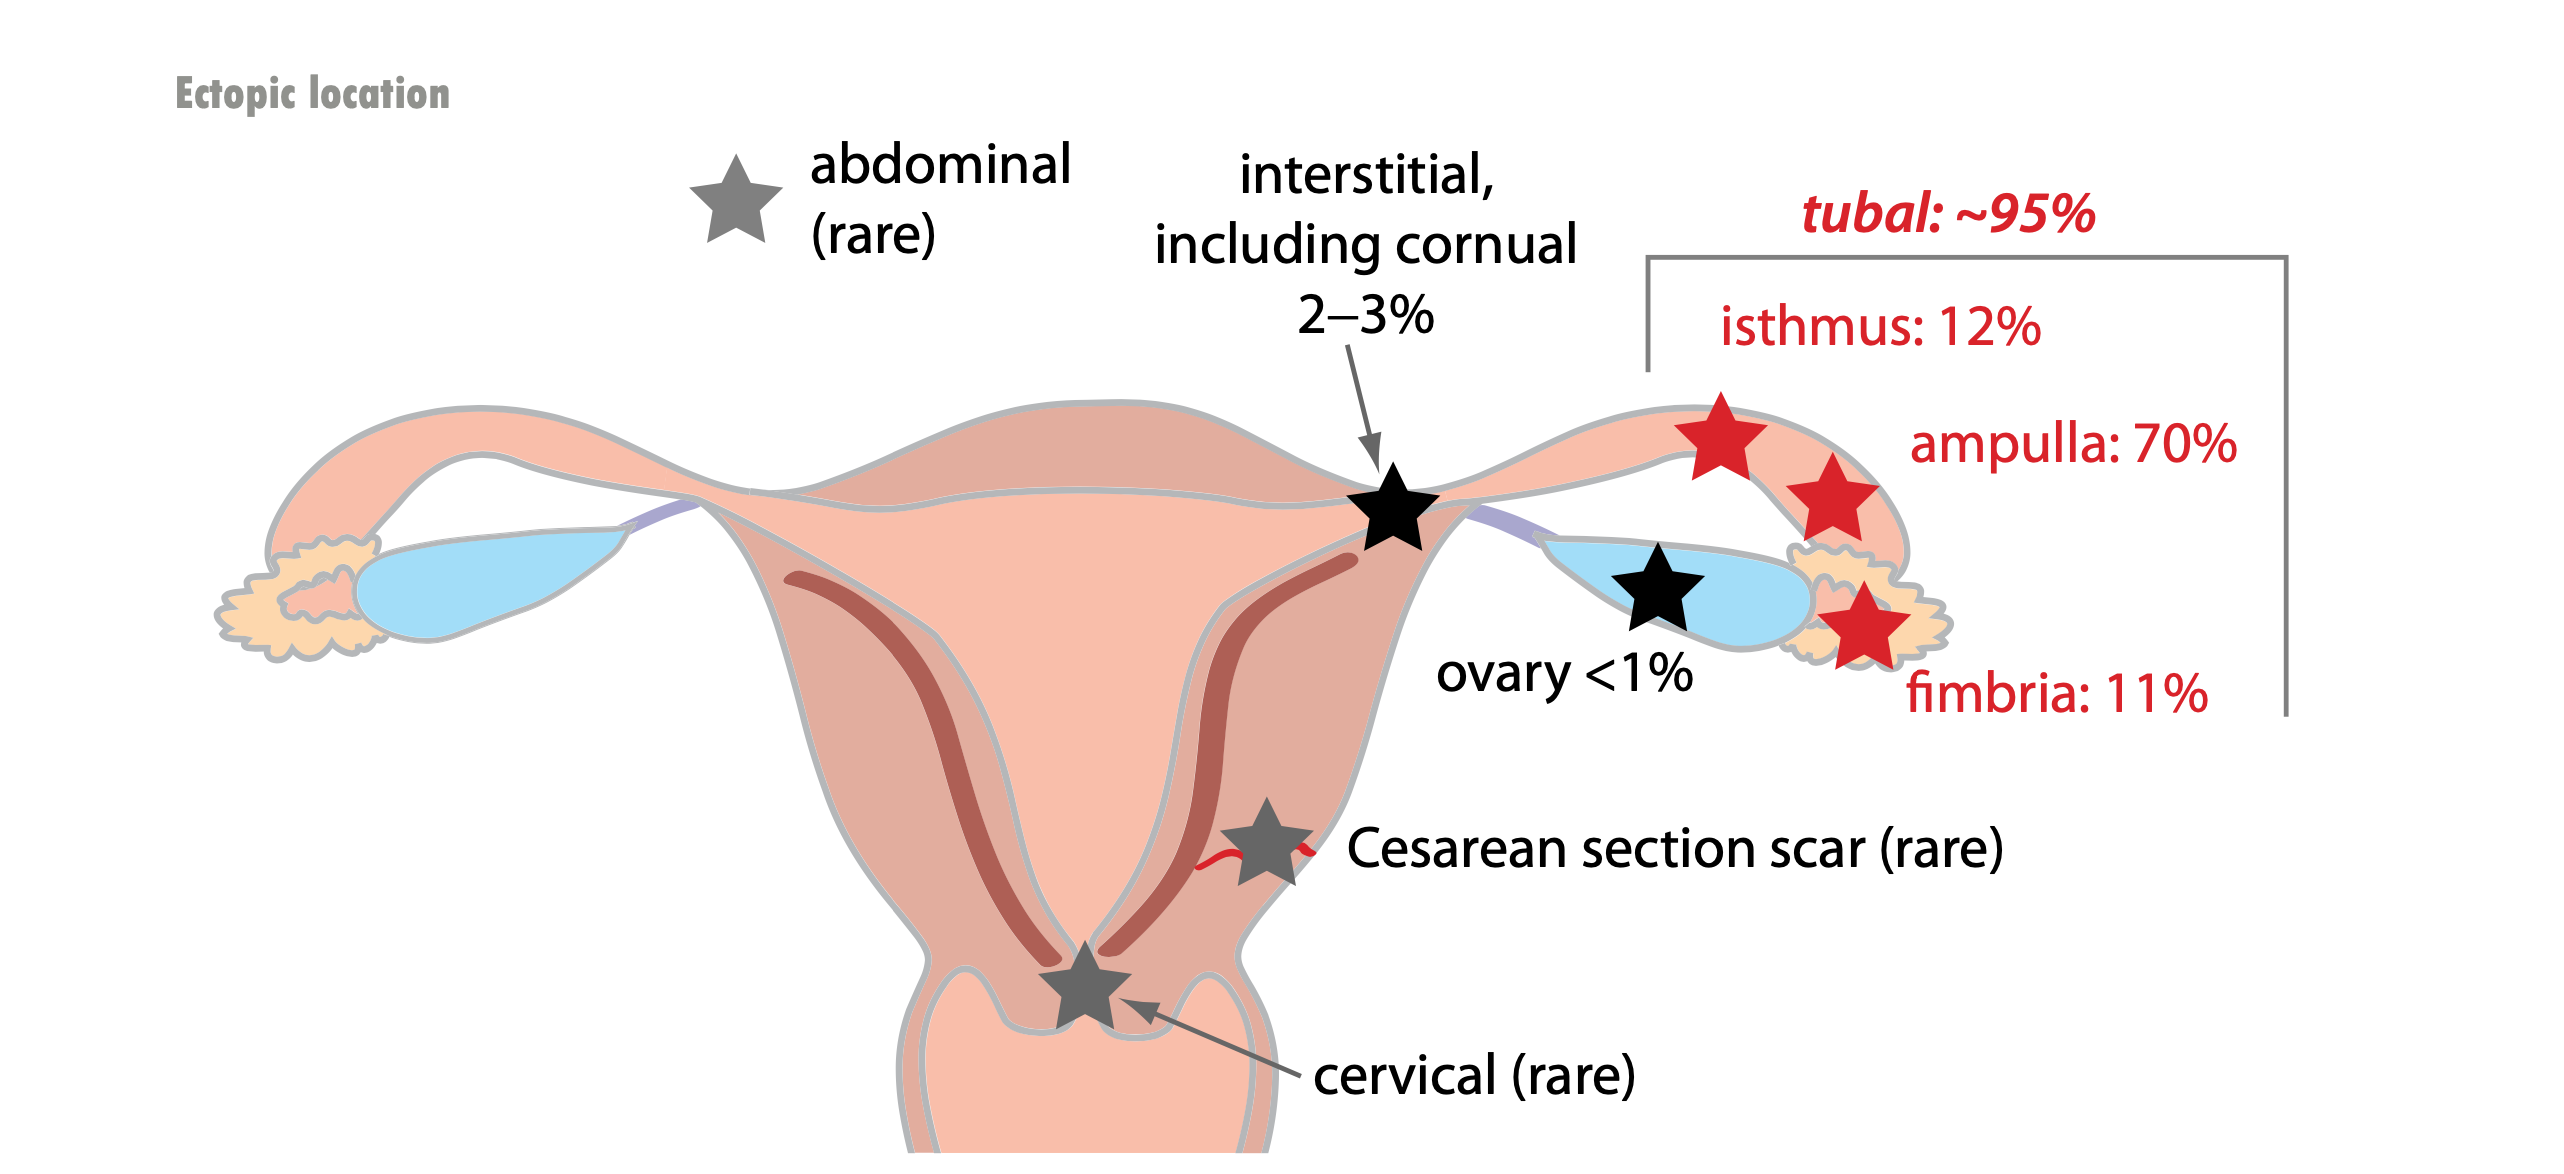 Ectopic location
abdominal
(rare)
interstitial,
including cornual
2–3%
tubal: ~95%
isthmus: 12%
ampulla: 70%
ovary <1%
fimbria: 11%
Cesarean section scar (rare)
cervical (rare)